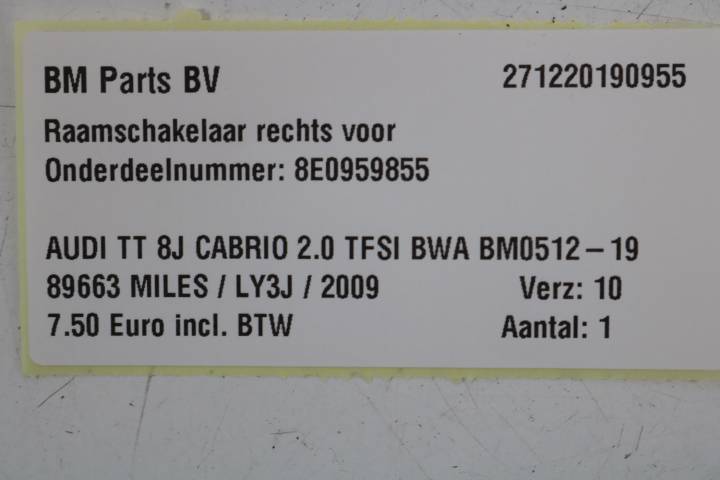 BM Parts BV 271220190955
Raamschakelaar rechts voor
Onderdeelnummer: 8E0959855
AUDI TT 8J CABRIO 2.0 TFSI BWA BM0512-19
89663 MILES / LY3J / 2009 Verz: 10
7.50 Euro incl. BTW Aantal: 1